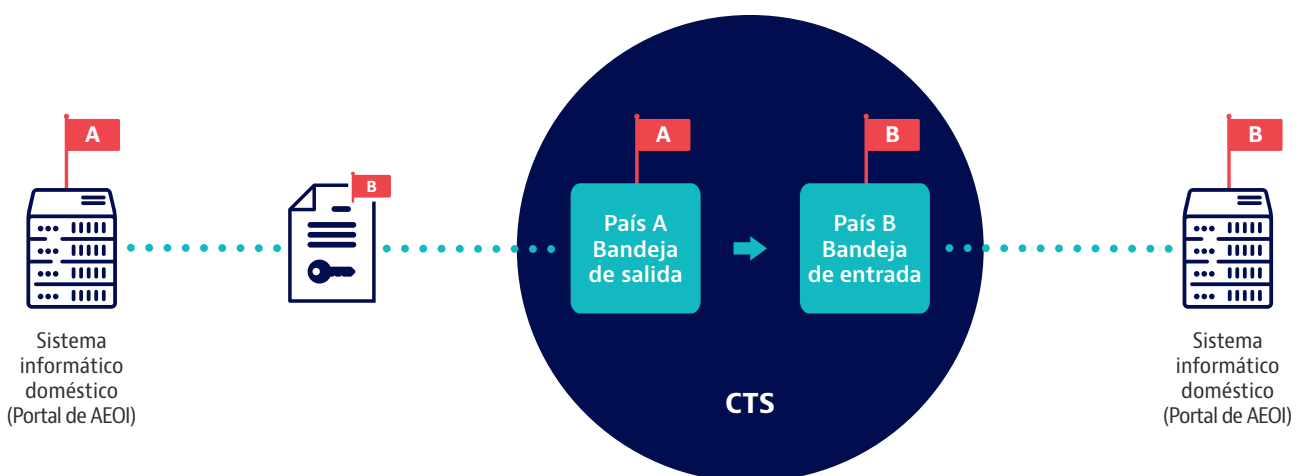 A
Sistema
informático
doméstico
(Portal de AEOI)
B
A
País A
Bandeja
de salida
B
País B
Bandeja
de entrada
CTS
B
Sistema
informático
doméstico
(Portal de AEOI)